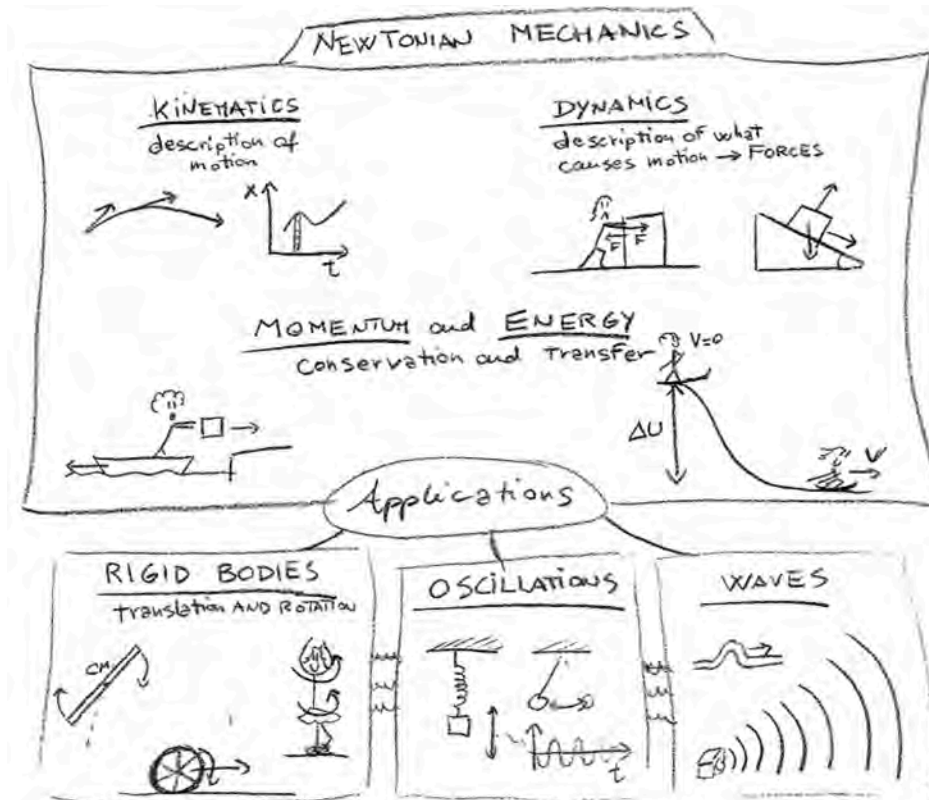 NEWTONIAN MECHANICS
KINEMATICS
description of
motion
X
t
DYNAMICS
description of what
causes motion → FORCES
F F
MOMENTUM and ENERGY
conservation and Transfer
V=0
ΔU
V
Applications
RIGID BODIES
translation AND ROTATION
CM
OSCILLATIONS
t
WAVES